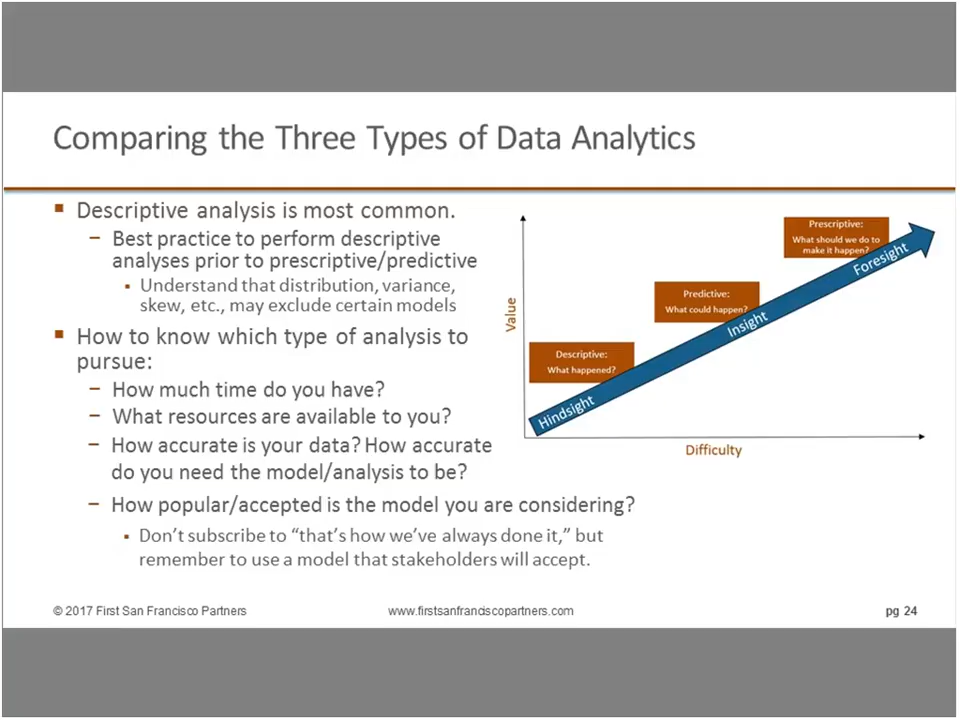 Comparing the Three Types of Data Analytics
▪ Descriptive analysis is most common.
– Best practice to perform descriptive
analyses prior to prescriptive/predictive
▪ Understand that distribution, variance,
skew, etc., may exclude certain models
▪ How to know which type of analysis to
pursue:
– How much time do you have?
– What resources are available to you?
– How accurate is your data? How accurate
do you need the model/analysis to be?
– How popular/accepted is the model you are considering?
▪ Don't subscribe to “that's how we've always done it,” but
remember to use a model that stakeholders will accept.
Value
Prescriptive:
What should we do to
make it happen?
Foresight
Predictive:
What could happen?
Insight
Descriptive:
What happened?
Hindsight
Difficulty
© 2017 First San Francisco Partners
www.firstsanfranciscopartners.com
pg 24